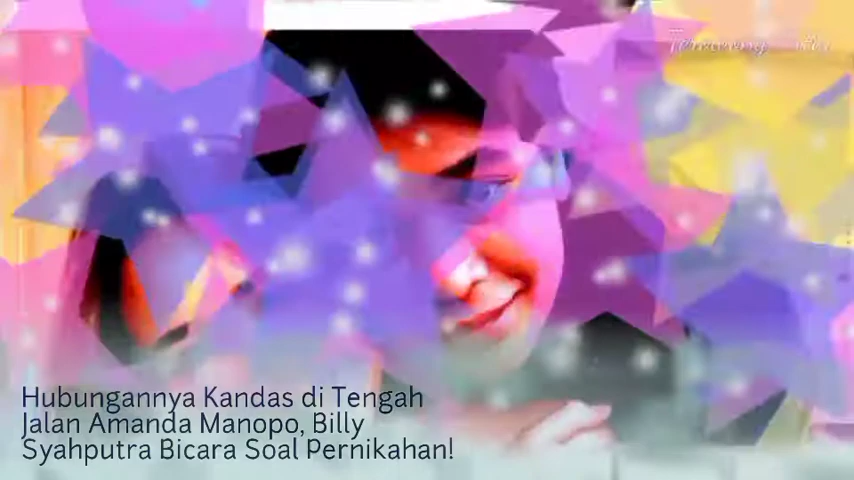 Hubungannya Kandas di Tengah
Jalan Amanda Manopo, Billy
Syahputra Bicara Soal Pernikahan!